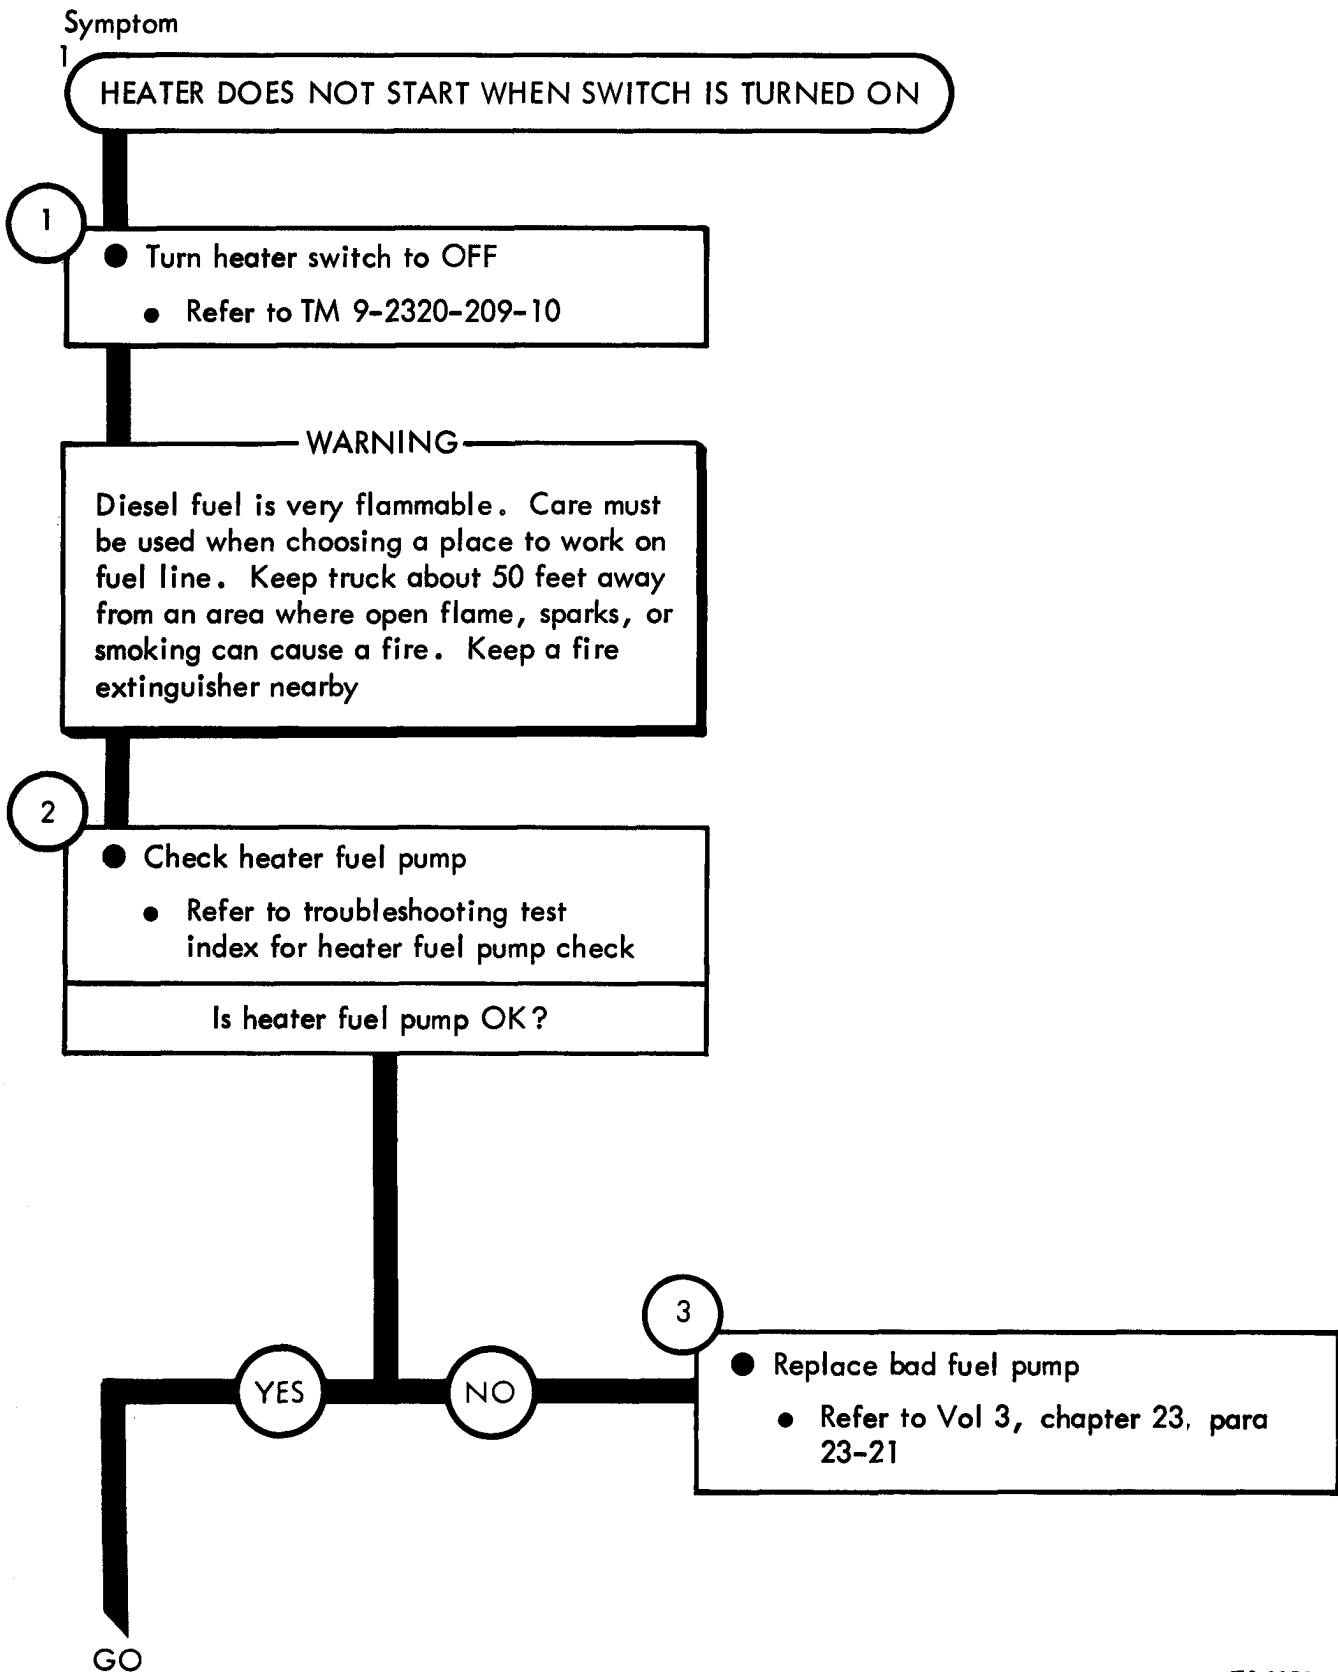 Symptom
1
HEATER DOES NOT START WHEN SWITCH IS TURNED ON
1
● Turn heater switch to OFF
● Refer to TM 9-2320-209-10
WARNING
Diesel fuel is very flammable. Care must
be used when choosing a place to work on
fuel line. Keep truck about 50 feet away
from an area where open flame, sparks, or
smoking can cause a fire. Keep a fire
extinguisher nearby
2
● Check heater fuel pump
● Refer to troubleshooting test
index for heater fuel pump check
Is heater fuel pump OK?
3
● Replace bad fuel pump
● Refer to Vol 3, chapter 23, para
23-21
YES
NO
GO